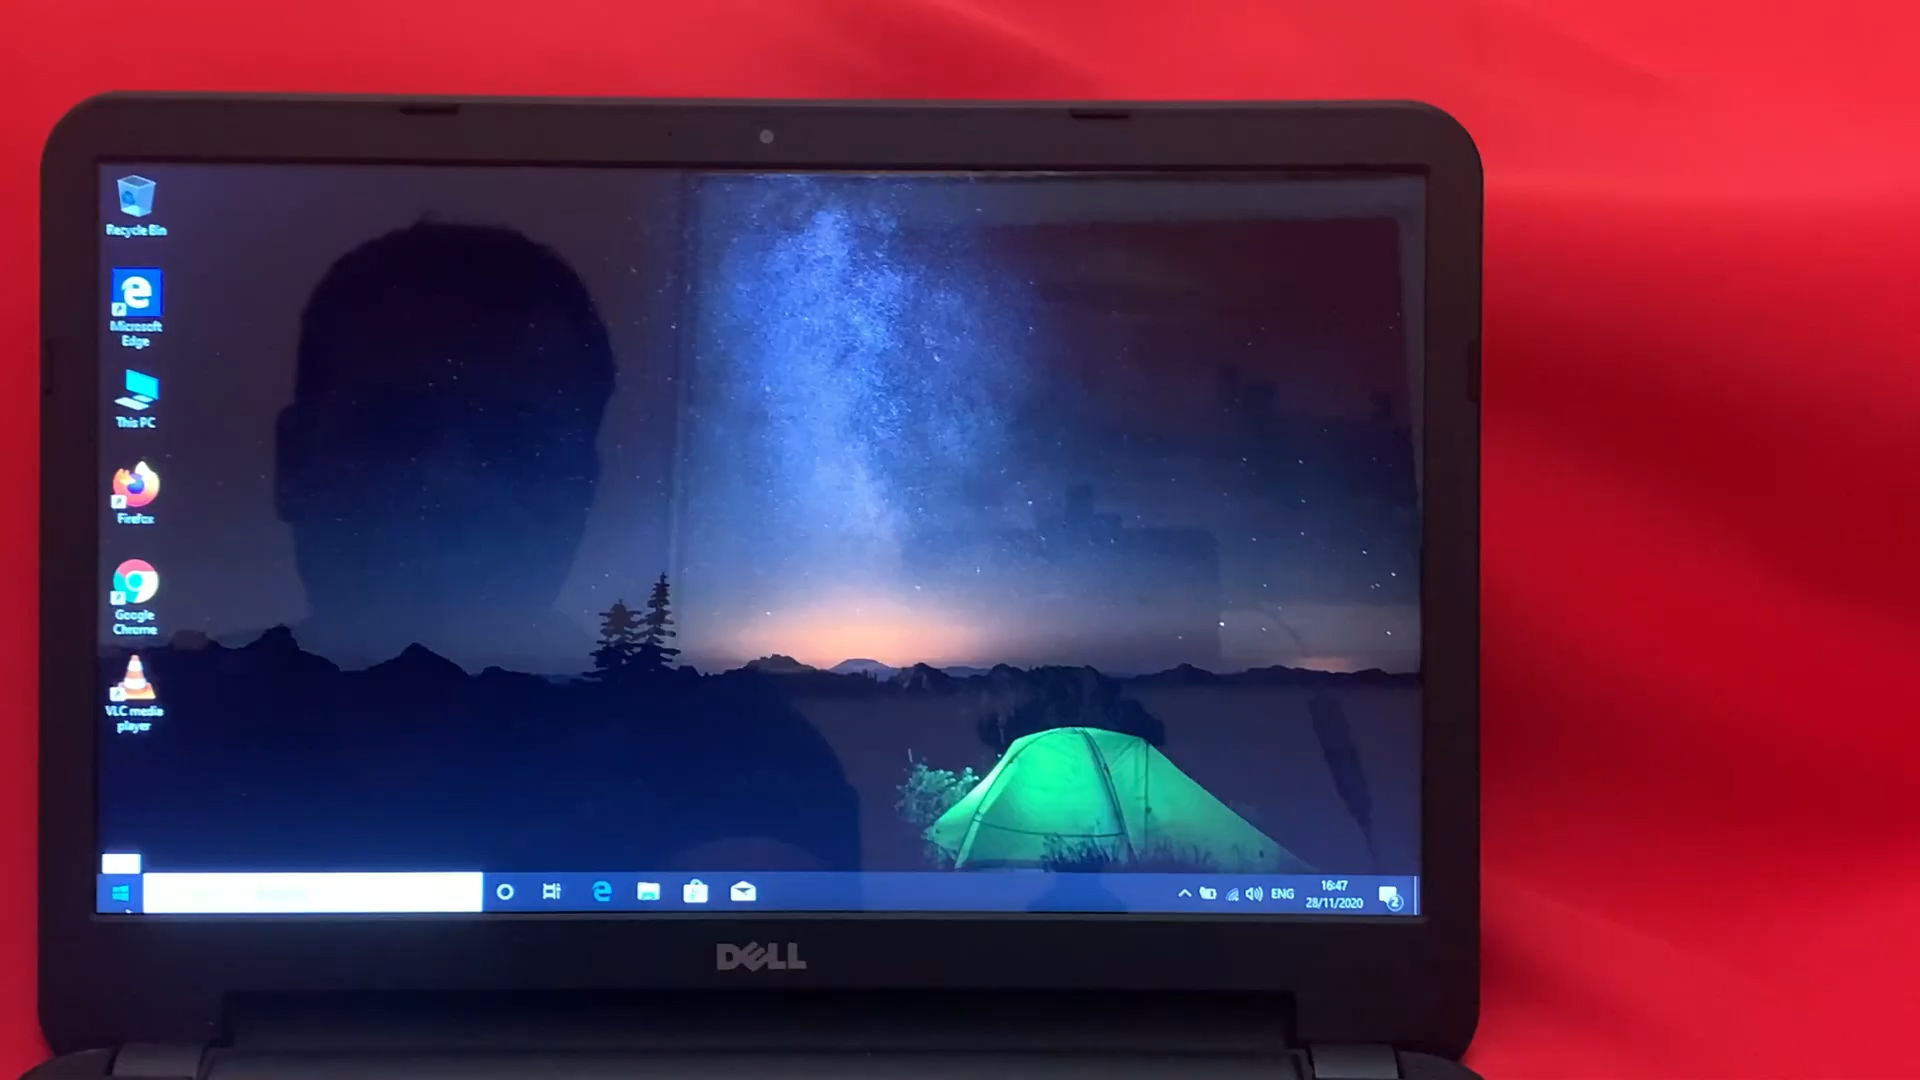 Recycle Bin
Microsoft
Edge
This PC
Firefox
Google
Chrome
VLC media
player
ENG
16:47
28/11/2020
2
DELL